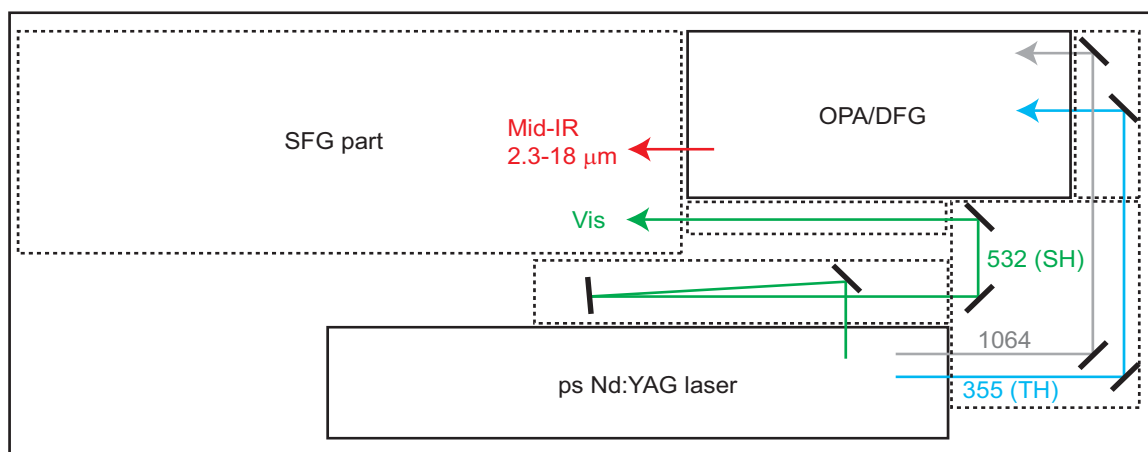 SFG part
OPA/DFG
Mid-IR
2.3-18 μm
Vis
532 (SH)
1064
ps Nd:YAG laser
355 (TH)